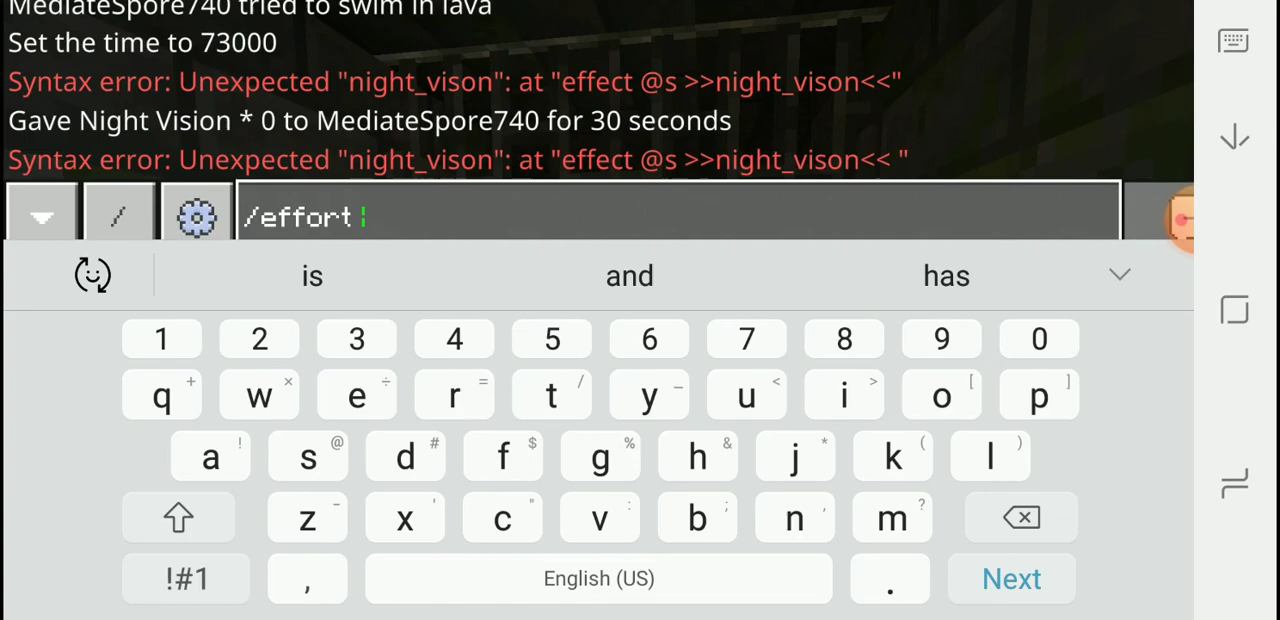 MediateSpore740 tried to swim in lava
Set the time to 73000
Syntax error: Unexpected "night_vison": at "effect @s >>night_vison<<"
Gave Night Vision * 0 to MediateSpore740 for 30 seconds
Syntax error: Unexpected "night_vison": at "effect @s >>night_vison<< "
/ /effort
is and has
1 2 3 4 5 6 7 8 9 0
q + w × e ÷ r = t / y _ u < i > o [ p ]
a ! s @ d # f $ g % h & j * k ( l )
z - x ' c " v : b ; n , m ?
!#1 , English (US) . Next